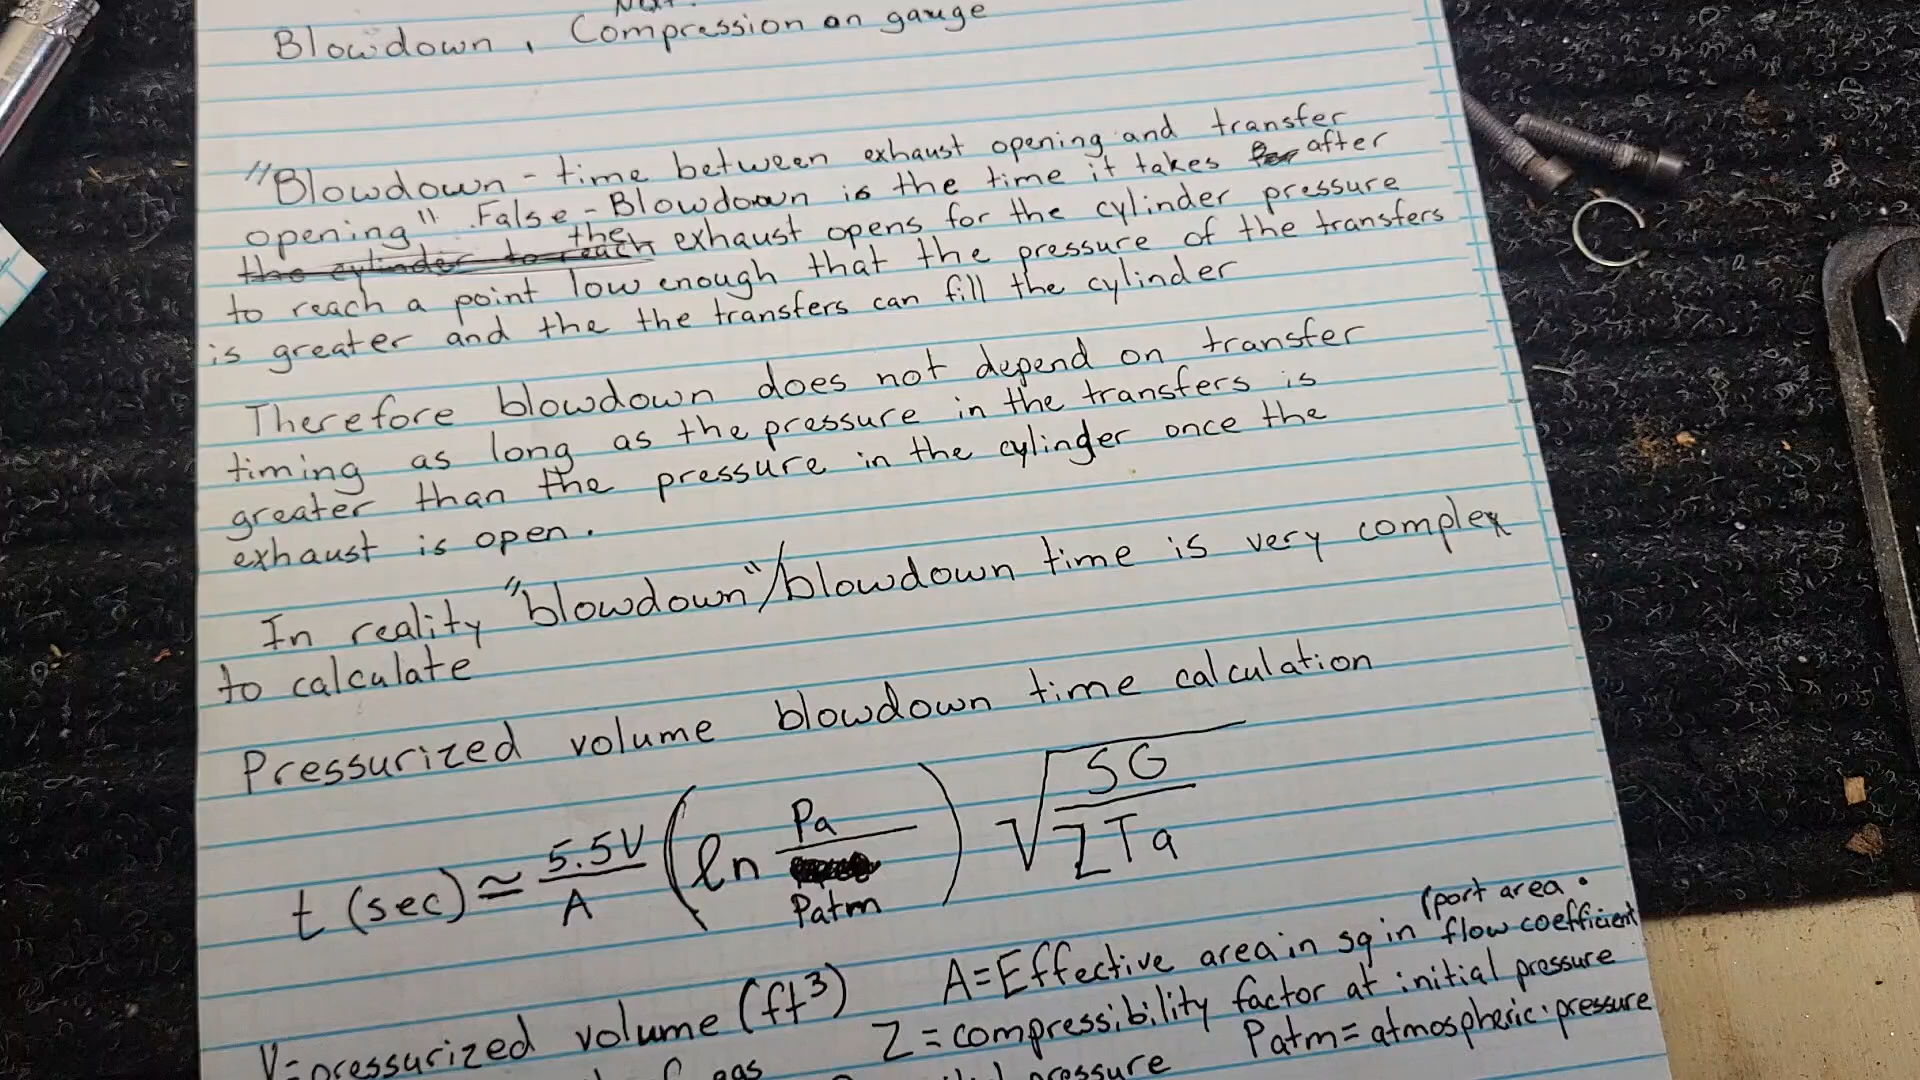 Blowdown, Compression on gauge
"Blowdown - time between exhaust opening and transfer
opening" False - Blowdown is the time it takes after
the cylinder to reach the exhaust opens for the cylinder pressure
to reach a point low enough that the pressure of the transfers
is greater and the the transfers can fill the cylinder
Therefore blowdown does not depend on transfer
timing as long as the pressure in the transfers is
greater than the pressure in the cylinder once the
exhaust is open.
In reality "blowdown"/blowdown time is very complex
to calculate
Pressurized volume blowdown time calculation
t (sec) ≃ 5.5V/A (ln Pa/Patm) √SG/ZTa
(port area •
A=Effective area in sq in flow coefficient
V=pressurized volume (ft³) Z=compressibility factor at initial pressure
gas pressure Patm=atmospheric pressure